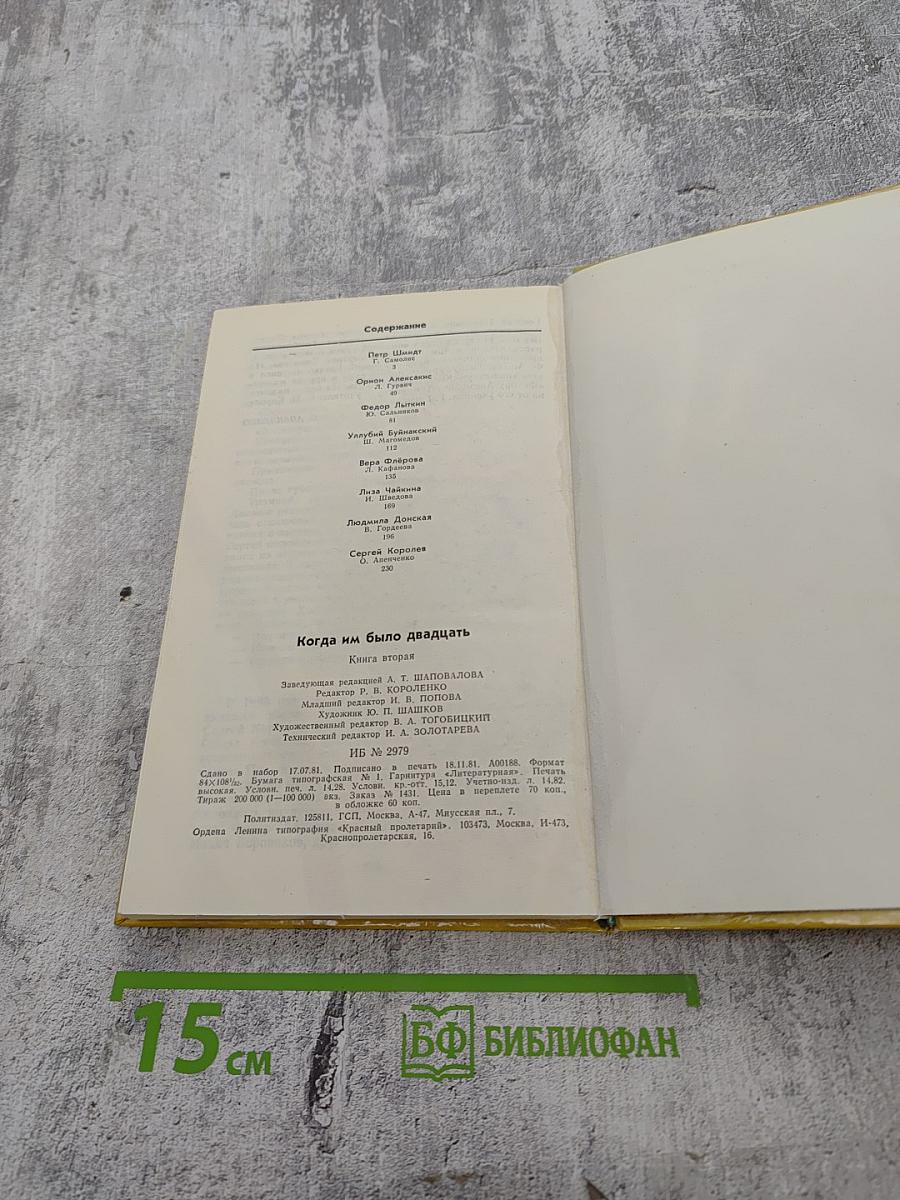 Содержание
Петр Шмидт
Г. Самолис
3
Орион Алексакис
Л. Гурвич
49
Федор Лыткин
Ю. Сальников
81
Уллубий Буйнакский
Ш. Магомедов
112
Вера Флёрова
Л. Кафанова
135
Лиза Чайкина
И. Шведова
169
Людмила Донская
В. Гордеева
196
Сергей Королев
О. Апенченко
230
Когда им было двадцать
Книга вторая
Заведующая редакцией А. Т. ШАПОВАЛОВА
Редактор Р. В. КОРОЛЕНКО
Младший редактор И. В. ПОПОВА
Художник Ю. П. ШАШКОВ
Художественный редактор В. А. ТОГОБИЦКИЙ
Технический редактор И. А. ЗОЛОТАРЕВА
ИБ № 2979
Сдано в набор 17.07.81. Подписано в печать 18.11.81. А00188. Формат
84×108¹/₃₂. Бумага типографская № 1. Гарнитура «Литературная». Печать
высокая. Условн. печ. л. 14,28. Условн. кр.-отт. 15,12. Учетно-изд. л. 14,82.
Тираж 200 000 (1—100 000) экз. Заказ № 1431. Цена в переплете 70 коп.,
в обложке 60 коп.
Политиздат. 125811, ГСП, Москва, А-47, Миусская пл., 7.
Ордена Ленина типография «Красный пролетарий». 103473, Москва, И-473,
Краснопролетарская, 16.
15 см
БФ БИБЛИОФАН